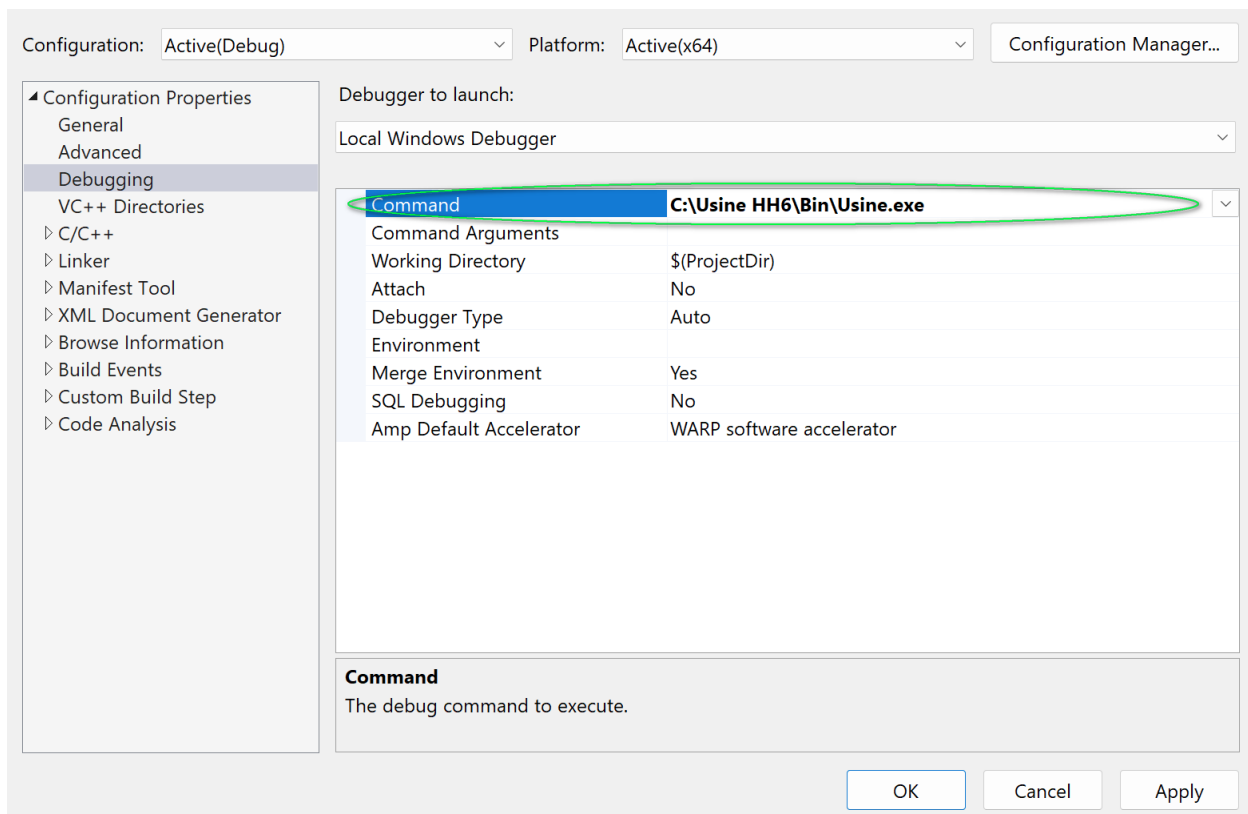 Configuration: Active(Debug) Platform: Active(x64) Configuration Manager...
Configuration Properties
General
Advanced
Debugging
VC++ Directories
C/C++
Linker
Manifest Tool
XML Document Generator
Browse Information
Build Events
Custom Build Step
Code Analysis
Debugger to launch:
Local Windows Debugger
Command C:\Usine HH6\Bin\Usine.exe
Command Arguments
Working Directory $(ProjectDir)
Attach No
Debugger Type Auto
Environment
Merge Environment Yes
SQL Debugging No
Amp Default Accelerator WARP software accelerator
Command
The debug command to execute.
OK Cancel Apply